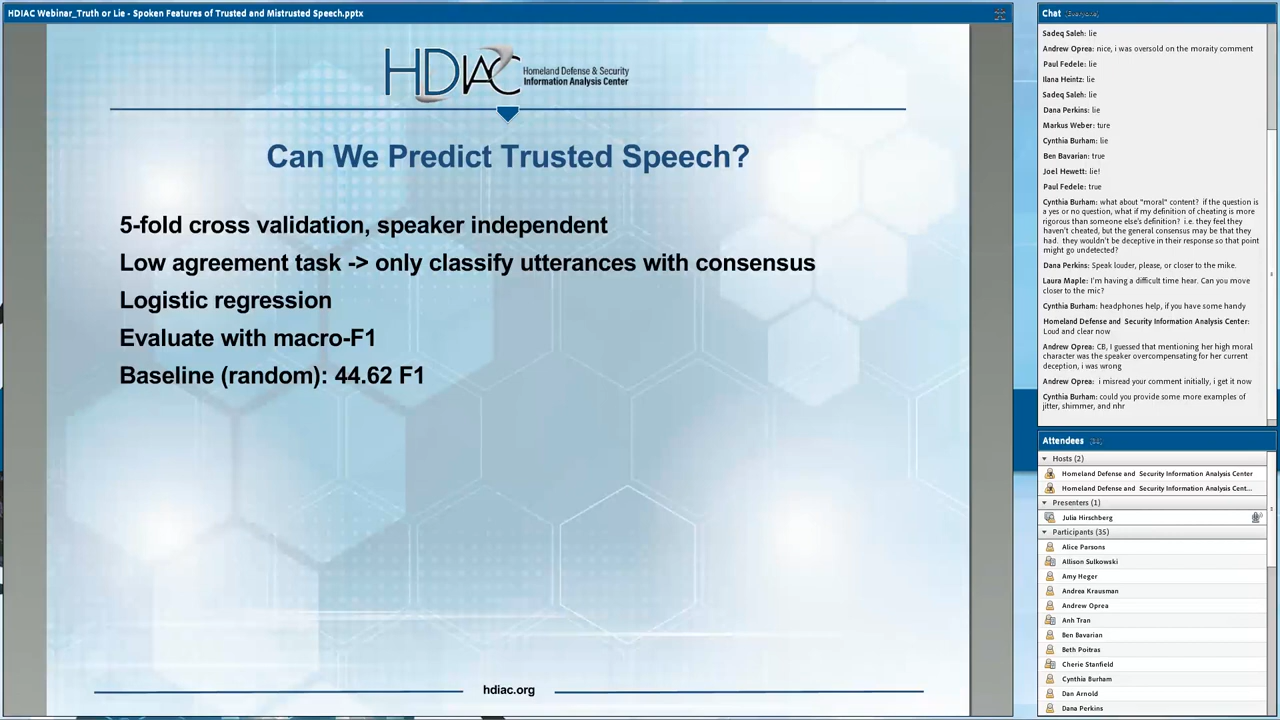 HDIAC Webinar_Truth or Lie - Spoken Features of Trusted and Mistrusted Speech.pptx
HDIAC
Homeland Defense & Security
Information Analysis Center
Can We Predict Trusted Speech?
5-fold cross validation, speaker independent
Low agreement task -> only classify utterances with consensus
Logistic regression
Evaluate with macro-F1
Baseline (random): 44.62 F1
hdiac.org
Chat (Everyone)
Sadeq Saleh: lie
Andrew Oprea: nice, i was oversold on the moraity comment
Paul Fedele: lie
Ilana Heintz: lie
Sadeq Saleh: lie
Dana Perkins: lie
Markus Weber: ture
Cynthia Burham: lie
Ben Bavarian: true
Joel Hewett: lie!
Paul Fedele: true
Cynthia Burham: what about "moral" content? if the question is
a yes or no question, what if my definition of cheating is more
rigorous than someone else's definition? i.e. they feel they
haven't cheated, but the general consensus may be that they
had. they wouldn't be deceptive in their response so that point
might go undetected?
Dana Perkins: Speak louder, please, or closer to the mike.
Laura Maple: I'm having a difficult time hear. Can you move
closer to the mic?
Cynthia Burham: headphones help, if you have some handy
Homeland Defense and Security Information Analysis Center:
Loud and clear now
Andrew Oprea: CB, I guessed that mentioning her high moral
character was the speaker overcompensating for her current
deception, i was wrong
Andrew Oprea: i misread your comment initially, i get it now
Cynthia Burham: could you provide some more examples of
jitter, shimmer, and nhr
Attendees
Hosts (2)
Homeland Defense and Security Information Analysis Center
Homeland Defense and Security Information Analysis Cent...
Presenters (1)
Julia Hirschberg
Participants (35)
Alice Parsons
Allison Sulkowski
Amy Heger
Andrea Krausman
Andrew Oprea
Anh Tran
Ben Bavarian
Beth Poitras
Cherie Stanfield
Cynthia Burham
Dan Arnold
Dana Perkins